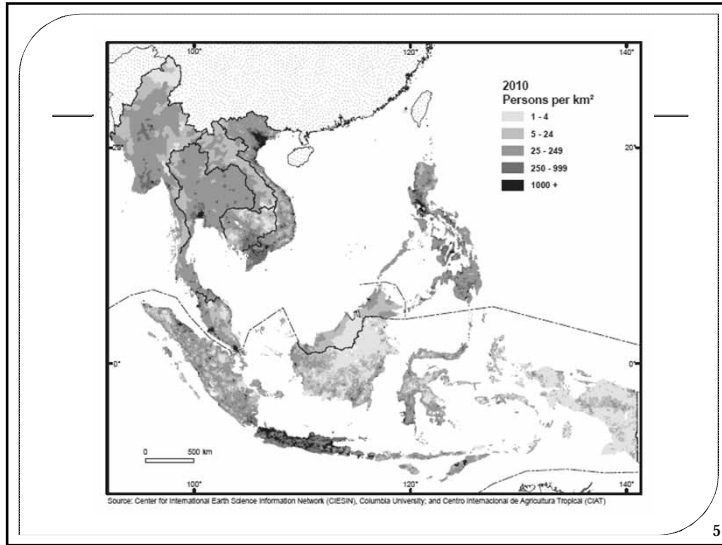 100°
120°
140°
2010
Persons per km²
1 - 4
5 - 24
25 - 249
250 - 999
1000 +
20°
20°
0°
0°
0 500 km
100°
120°
140°
Source: Center for International Earth Science Information Network (CIESIN), Columbia University; and Centro Internacional de Agricultura Tropical (CIAT)
5